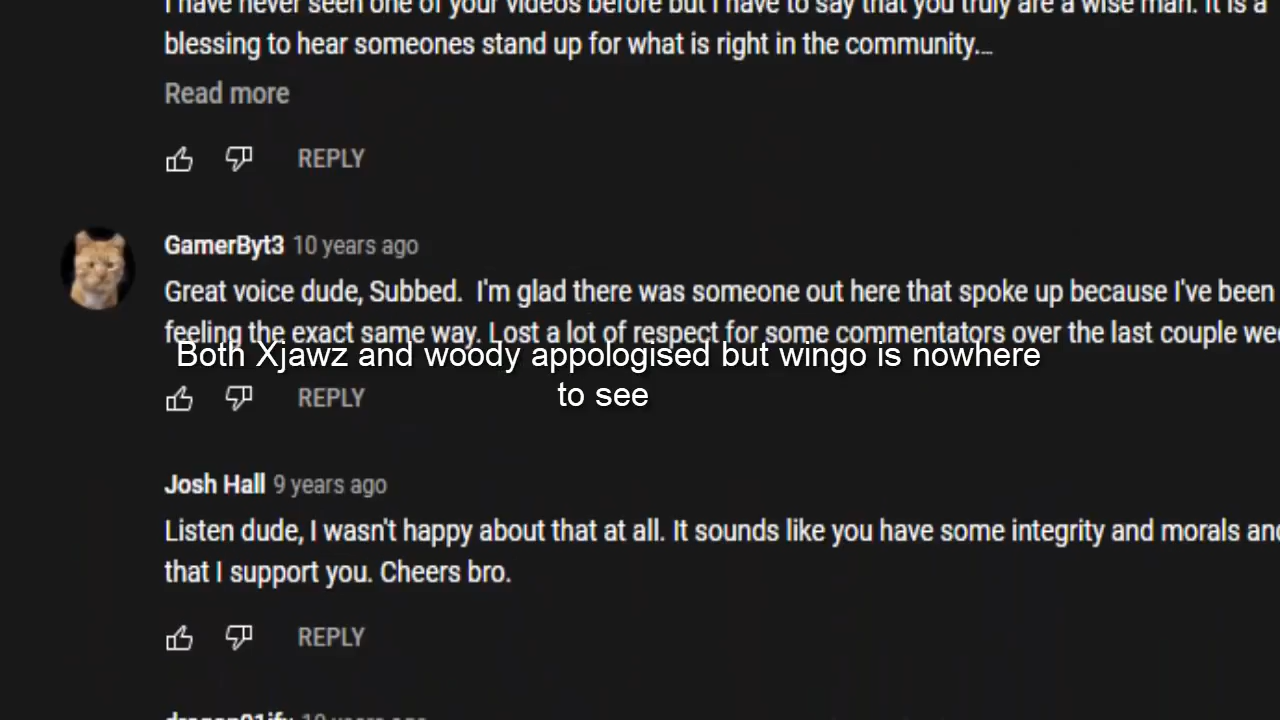 I have never seen one of your videos before but I have to say that you truly are a wise man. It is a
blessing to hear someones stand up for what is right in the community...
Read more
REPLY
GamerByt3 10 years ago
Great voice dude, Subbed. I'm glad there was someone out here that spoke up because I've been
feeling the exact same way. Lost a lot of respect for some commentators over the last couple wee
Both Xjawz and woody appologised but wingo is nowhere
to see
REPLY
Josh Hall 9 years ago
Listen dude, I wasn't happy about that at all. It sounds like you have some integrity and morals and
that I support you. Cheers bro.
REPLY
10 years ago